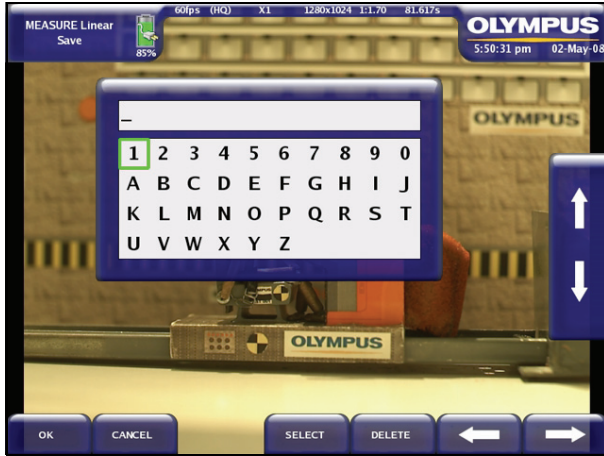 60fps (HQ) X1 1280x1024 1:1.70 81.617s
MEASURE Linear
Save
85%
OLYMPUS
5:50:31 pm 02-May-08
OLYMPUS
_
1 2 3 4 5 6 7 8 9 0
A B C D E F G H I J
K L M N O P Q R S T
U V W X Y Z
OLYMPUS
OK CANCEL SELECT DELETE